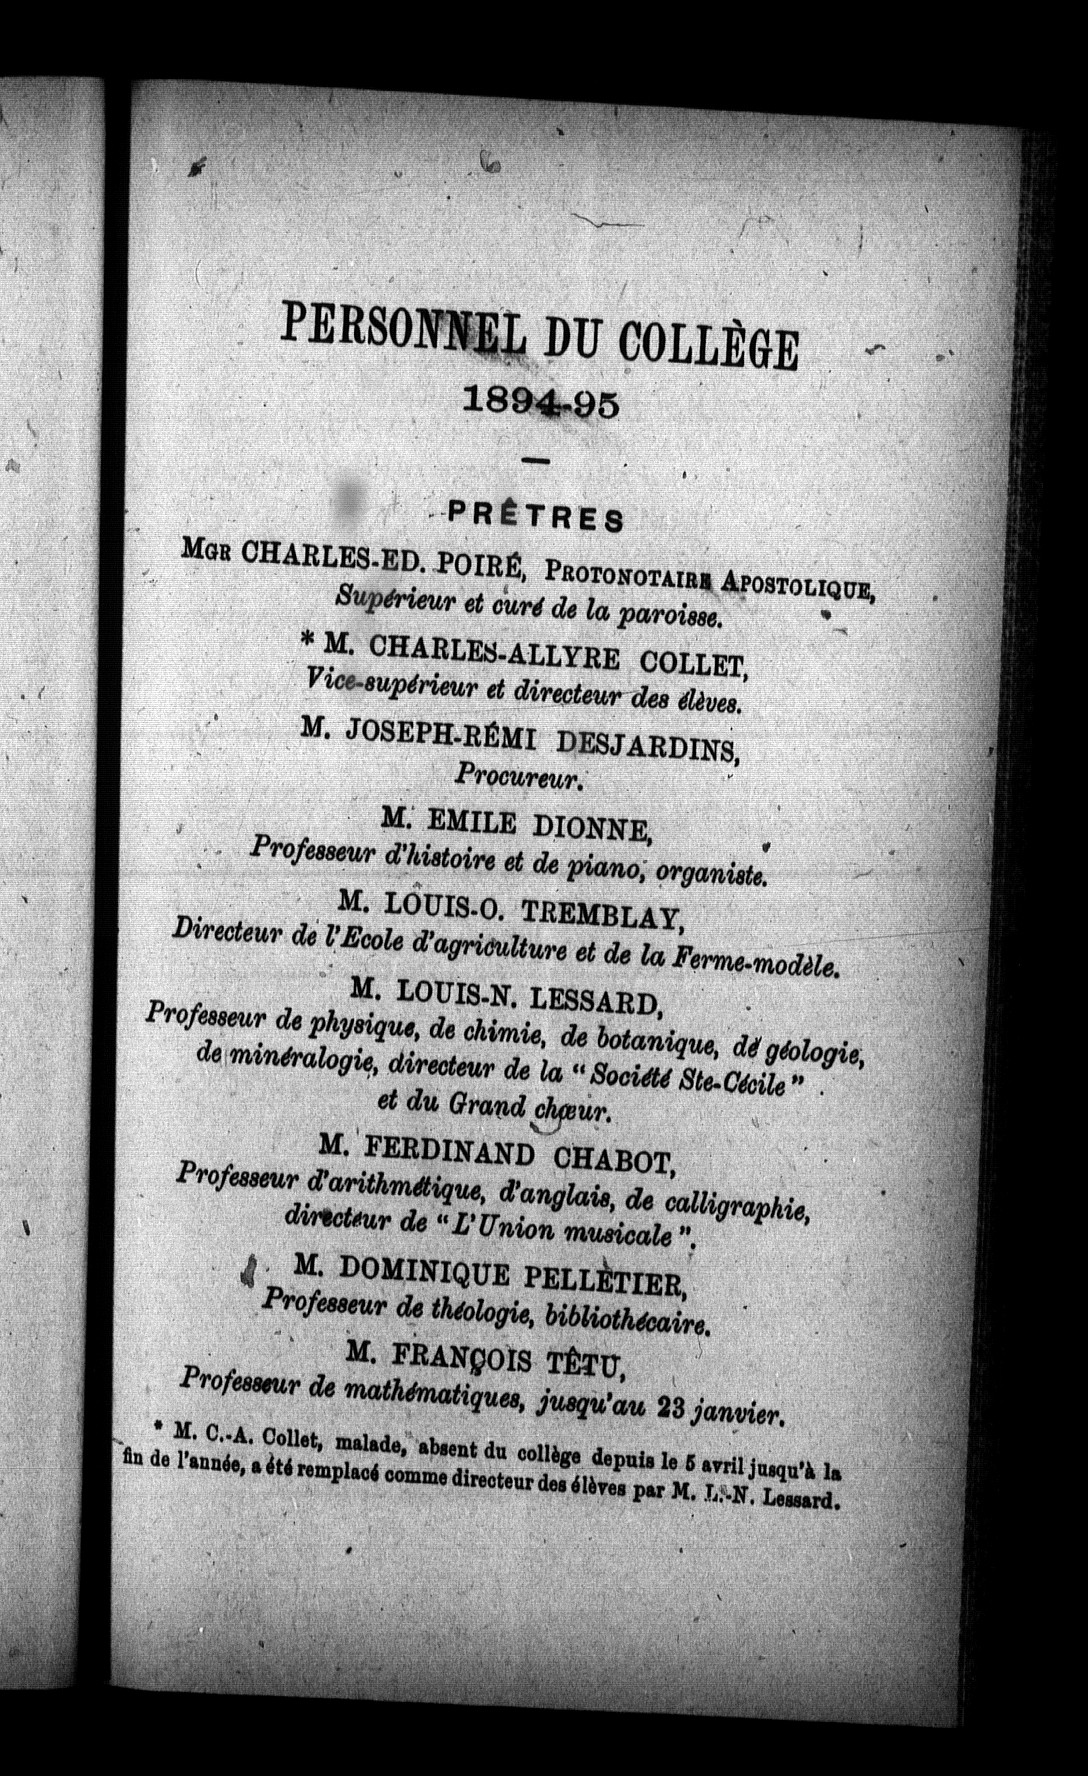 PERSONNEL DU COLLÈGE
1894-95
PRÊTRES
MGR CHARLES-ED. POIRÉ, PROTONOTAIRE APOSTOLIQUE,
Supérieur et curé de la paroisse.
* M. CHARLES-ALLYRE COLLET,
Vice-supérieur et directeur des élèves.
M. JOSEPH-RÉMI DESJARDINS,
Procureur.
M. EMILE DIONNE,
Professeur d'histoire et de piano, organiste.
M. LOUIS-O. TREMBLAY,
Directeur de l'Ecole d'agriculture et de la Ferme-modèle.
M. LOUIS-N. LESSARD,
Professeur de physique, de chimie, de botanique, de géologie,
de minéralogie, directeur de la “ Société Ste-Cécile ”
et du Grand chœur.
M. FERDINAND CHABOT,
Professeur d'arithmétique, d'anglais, de calligraphie,
directeur de “ L'Union musicale ”.
M. DOMINIQUE PELLETIER,
Professeur de théologie, bibliothécaire.
M. FRANÇOIS TÊTU,
Professeur de mathématiques, jusqu'au 23 janvier.
* M. C.-A. Collet, malade, absent du collège depuis le 5 avril jusqu'à la
fin de l'année, a été remplacé comme directeur des élèves par M. L.-N. Lessard.